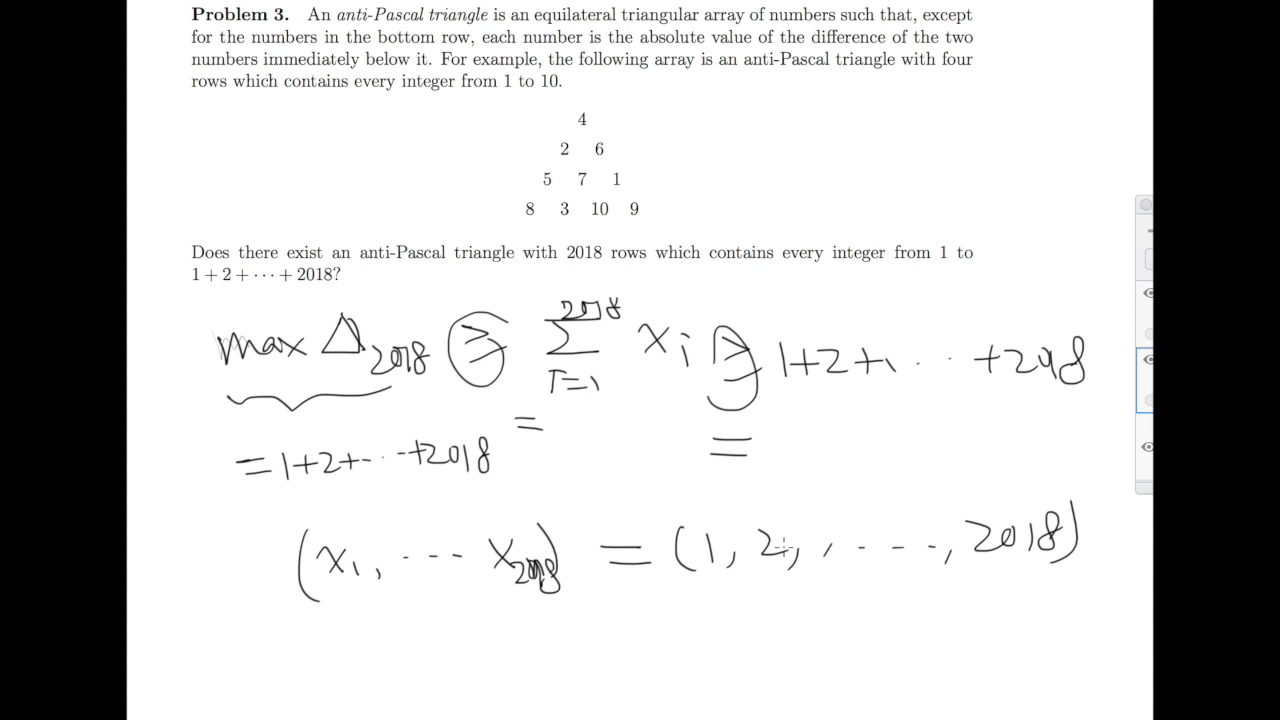 Problem 3. An anti-Pascal triangle is an equilateral triangular array of numbers such that, except
for the numbers in the bottom row, each number is the absolute value of the difference of the two
numbers immediately below it. For example, the following array is an anti-Pascal triangle with four
rows which contains every integer from 1 to 10.
4
2 6
5 7 1
8 3 10 9
Does there exist an anti-Pascal triangle with 2018 rows which contains every integer from 1 to
1 + 2 + ··· + 2018?
max Δ₂₀₁₈ ≥ ∑_{i=1}^{2018} xᵢ ≥ 1+2+...+2018
= =
=1+2+...+2018
(x₁, ... x₂₀₁₈) = (1, 2, , ...., 2018)